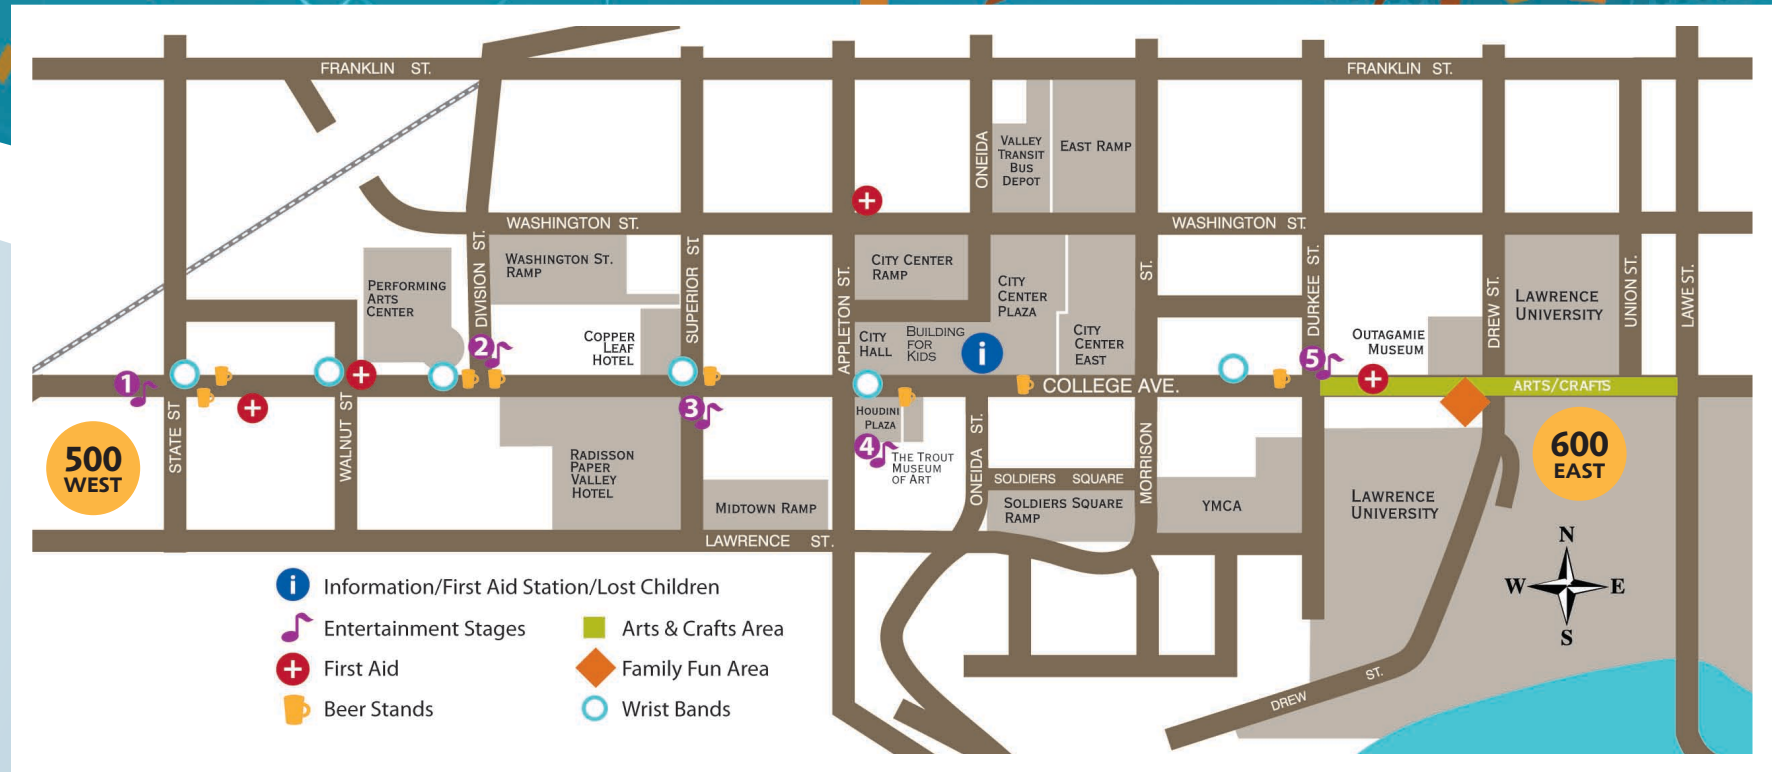 FRANKLIN ST.
FRANKLIN ST.
ONEIDA
VALLEY
TRANSIT
BUS
DEPOT
EAST RAMP
WASHINGTON ST.
WASHINGTON ST.
DIVISION ST.
WASHINGTON ST.
RAMP
SUPERIOR ST
APPLETON ST.
CITY CENTER
RAMP
CITY
CENTER
PLAZA
ST.
DURKEE ST.
DREW ST.
LAWRENCE
UNIVERSITY
UNION ST.
LAWE ST.
PERFORMING
ARTS
CENTER
COPPER
LEAF
HOTEL
CITY
HALL
BUILDING
FOR
KIDS
i
CITY
CENTER
EAST
OUTAGAMIE
MUSEUM
1
2
3
4
5
COLLEGE AVE.
ARTS/CRAFTS
500
WEST
STATE ST
WALNUT ST
RADISSON
PAPER
VALLEY
HOTEL
MIDTOWN RAMP
HOUDINI
PLAZA
THE TROUT
MUSEUM
OF ART
ONEIDA ST.
SOLDIERS SQUARE
SOLDIERS SQUARE
RAMP
MORRISON
YMCA
LAWRENCE
UNIVERSITY
600
EAST
LAWRENCE ST.
N
W
E
S
DREW ST.
i
Information/First Aid Station/Lost Children
Entertainment Stages
First Aid
Beer Stands
Arts & Crafts Area
Family Fun Area
Wrist Bands